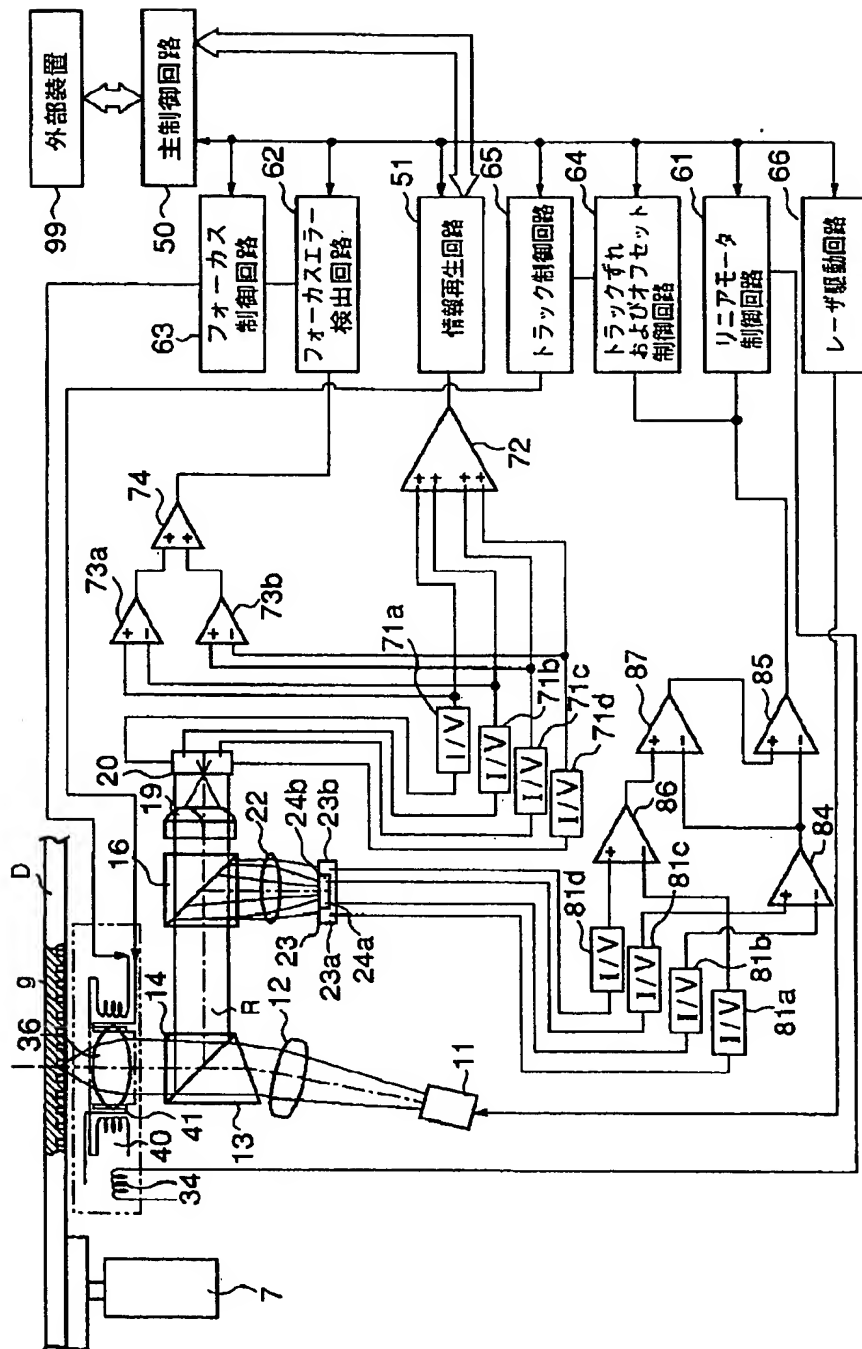 外部装置
99
主制御回路
50
フォーカス
制御回路
63
フォーカスエラー
検出回路
62
情報再生回路
51
トラック制御回路
65
トラックずれ
およびオフセット
制御回路
64
リニアモータ
制御回路
61
レーザ駆動回路
66
74
+
+
73a
+
-
73b
+
-
72
+
+
+
+
71a
I/V
71b
I/V
71c
I/V
71d
I/V
87
+
-
85
+
-
86
84
+
-
81d
I/V
81c
I/V
81b
I/V
81a
I/V
D
9
36
I
40
41
34
7
14
13
R
12
11
16
19
20
22
24b
23b
23
23a
24a